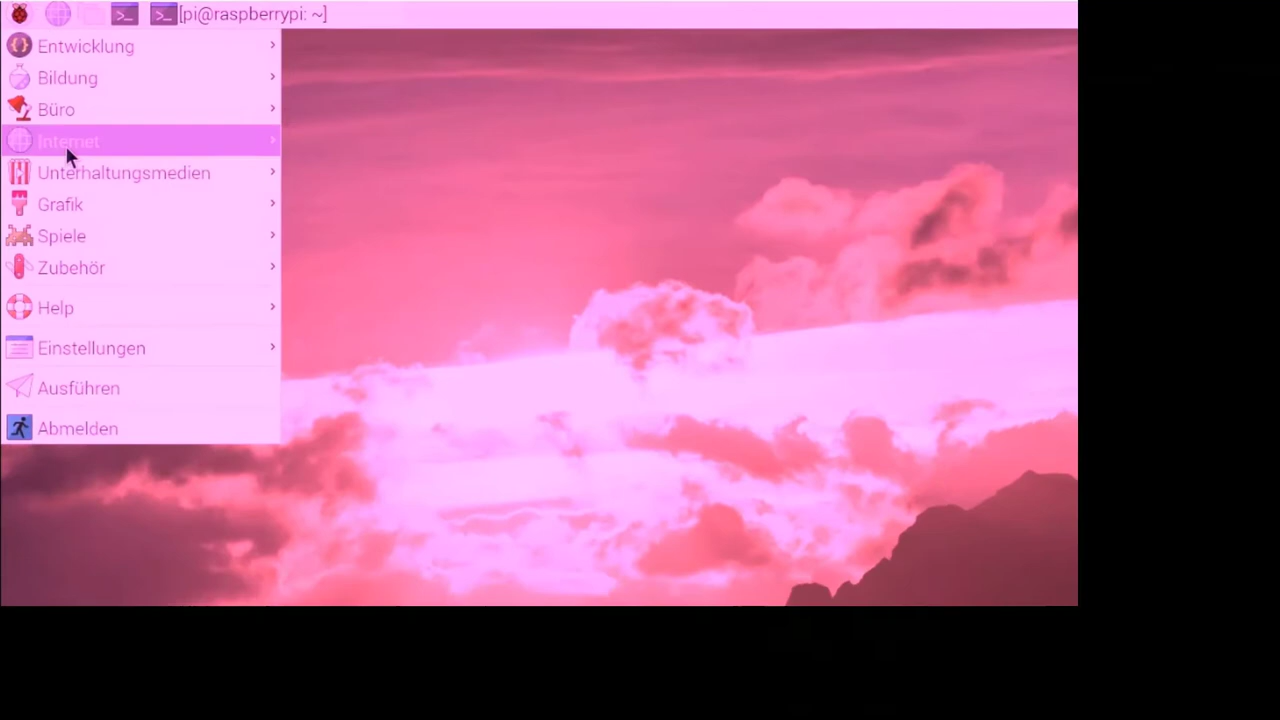 [pi@raspberrypi: ~]
Entwicklung
Bildung
Büro
Internet
Unterhaltungsmedien
Grafik
Spiele
Zubehör
Help
Einstellungen
Ausführen
Abmelden